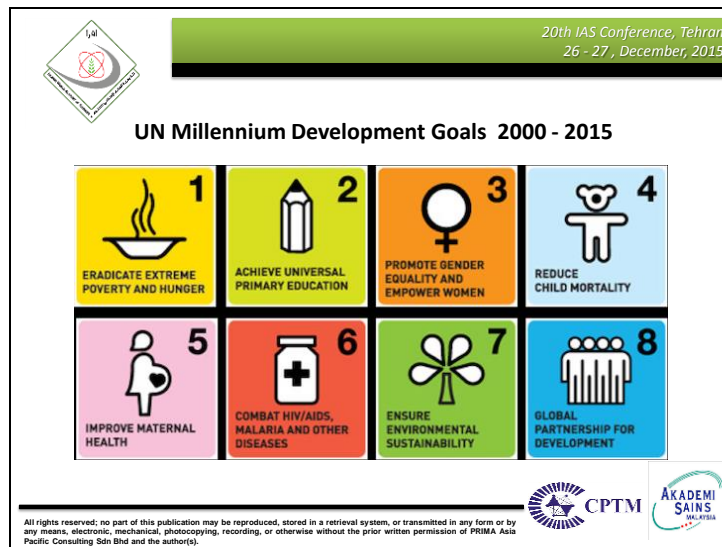 20th IAS Conference, Tehran
26 - 27 , December, 2015
UN Millennium Development Goals 2000 - 2015
1
ERADICATE EXTREME
POVERTY AND HUNGER
2
ACHIEVE UNIVERSAL
PRIMARY EDUCATION
3
PROMOTE GENDER
EQUALITY AND
EMPOWER WOMEN
4
REDUCE
CHILD MORTALITY
5
IMPROVE MATERNAL
HEALTH
6
COMBAT HIV/AIDS,
MALARIA AND OTHER
DISEASES
7
ENSURE
ENVIRONMENTAL
SUSTAINABILITY
8
GLOBAL
PARTNERSHIP FOR
DEVELOPMENT
All rights reserved; no part of this publication may be reproduced, stored in a retrieval system, or transmitted in any form or by
any means, electronic, mechanical, photocopying, recording, or otherwise without the prior written permission of PRIMA Asia
Pacific Consulting Sdn Bhd and the author(s).
CPTM
AKADEMI
SAINS
MALAYSIA